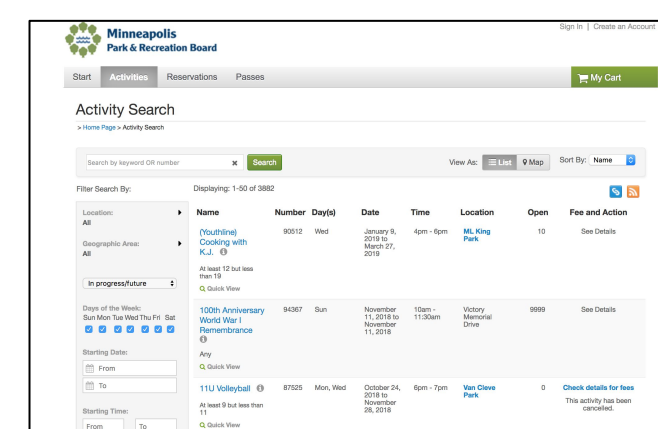 Sign In | Create an Account
Minneapolis
Park & Recreation Board
Start Activities Reservations Passes My Cart
Activity Search
> Home Page > Activity Search
Search by keyword OR number x Search View As: List Map Sort By: Name
Filter Search By: Displaying: 1-50 of 3882
Location:
All
Geographic Area:
All
In progress/future
Days of the Week:
Sun Mon Tue Wed Thu Fri Sat
Starting Date:
From
To
Starting Time:
From To
Name Number Day(s) Date Time Location Open Fee and Action
(Youthline) 90512 Wed January 9, 4pm - 6pm ML King 10 See Details
Cooking with 2019 to Park
K.J. March 27,
2019
At least 12 but less
than 19
Quick View
100th Anniversary 94367 Sun November 10am - Victory 9999 See Details
World War I 11, 2018 to 11:30am Memorial
Remembrance November Drive
11, 2018
Any
Quick View
11U Volleyball 87525 Mon, Wed October 24, 6pm - 7pm Van Cleve 0 Check details for fees
2018 to Park
At least 9 but less than November This activity has been
11 28, 2018 cancelled.
Quick View